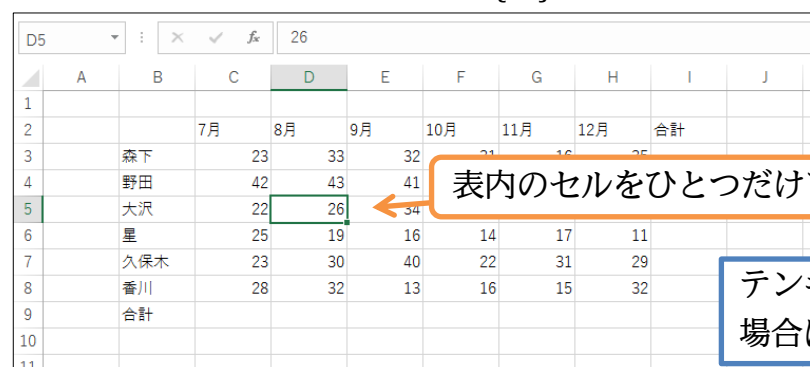 D5 fx 26
A B C D E F G H I J
1
2 7月 8月 9月 10月 11月 12月 合計
3 森下 23 33 32
4 野田 42 43 41
5 大沢 22 26 34
6 星 25 19 16 14 17 11
7 久保木 23 30 40 22 31 29
8 香川 28 32 13 16 15 32
9 合計
10
表内のセルをひとつだけ
テン
場合